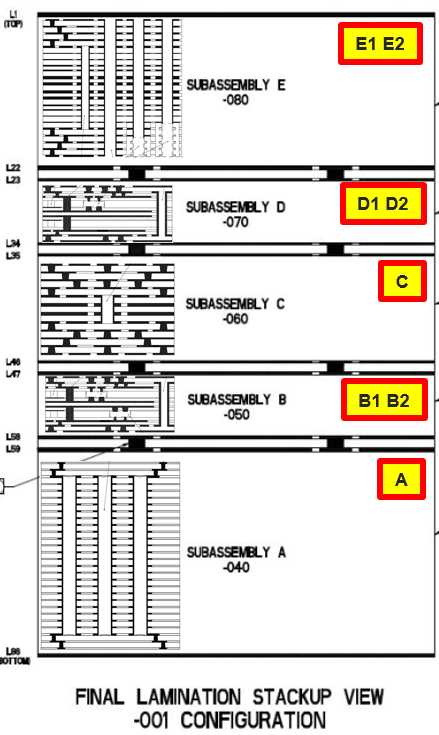 L1
(TOP)
E1 E2
SUBASSEMBLY E
-080
L22
L23
D1 D2
SUBASSEMBLY D
-070
L34
L35
C
SUBASSEMBLY C
-060
L46
L47
B1 B2
SUBASSEMBLY B
-050
L58
L59
A
SUBASSEMBLY A
-040
BOTTOM)
FINAL LAMINATION STACKUP VIEW
-001 CONFIGURATION